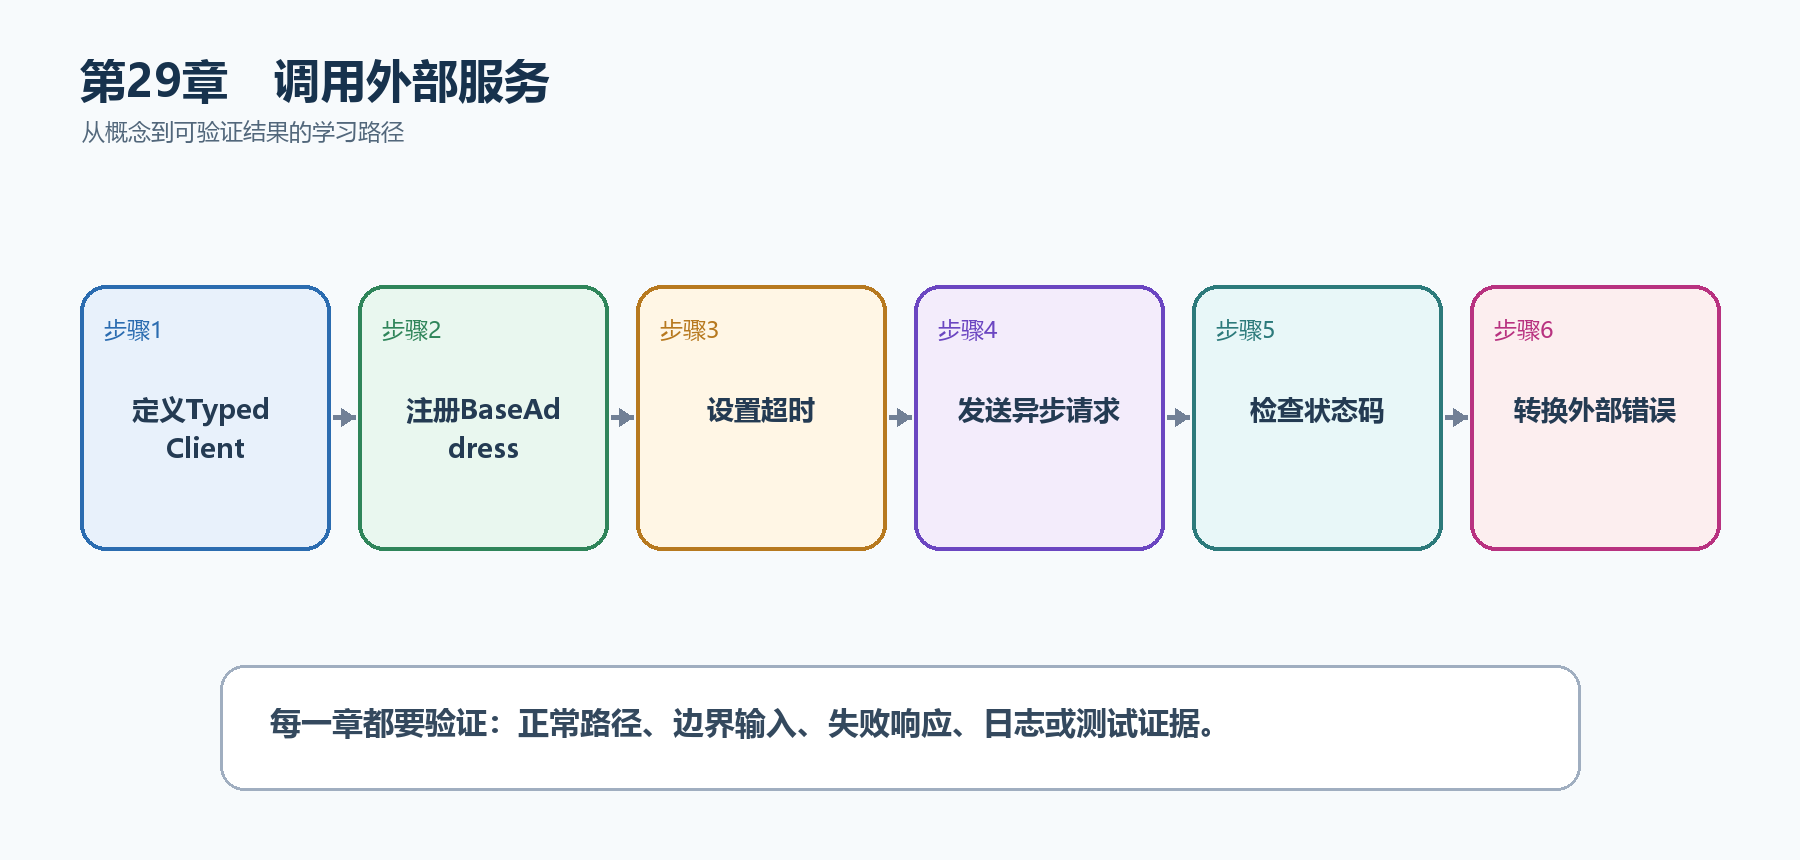 第29章　调用外部服务
从概念到可验证结果的学习路径
步骤1
定义Typed
Client
步骤2
注册BaseAd
dress
步骤3
设置超时
步骤4
发送异步请求
步骤5
检查状态码
步骤6
转换外部错误
每一章都要验证：正常路径、边界输入、失败响应、日志或测试证据。